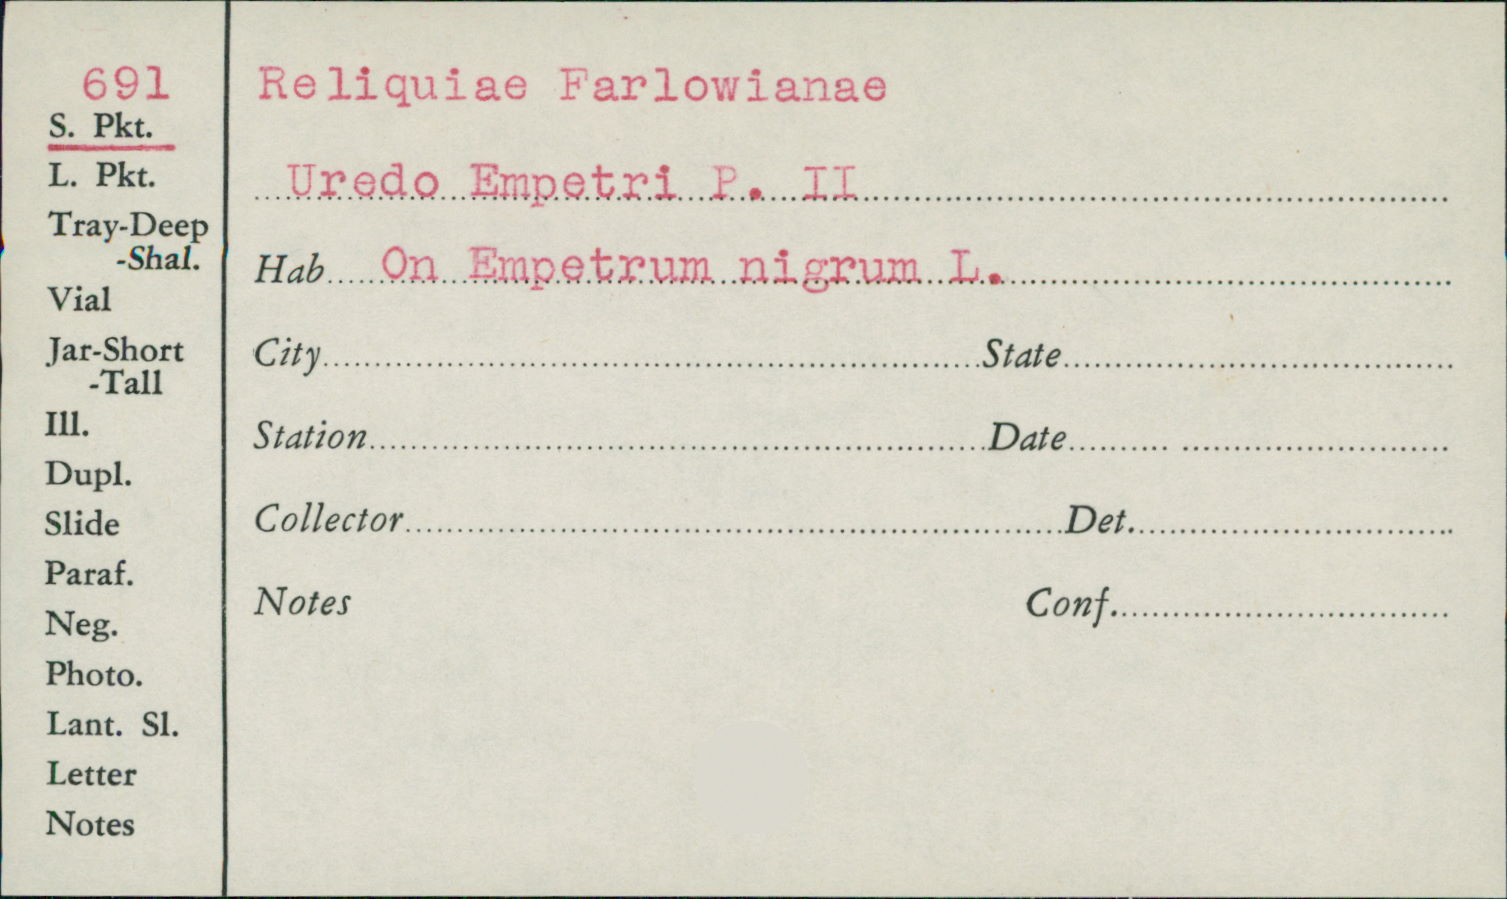 691
S. Pkt.
L. Pkt.
Tray-Deep
-Shal.
Vial
Jar-Short
-Tall
Ill.
Dupl.
Slide
Paraf.
Neg.
Photo.
Lant. Sl.
Letter
Notes
Reliquiae Farlowianae
Uredo Empetri P. II
Hab On Empetrum nigrum L.
City State
Station Date
Collector Det.
Notes Conf.